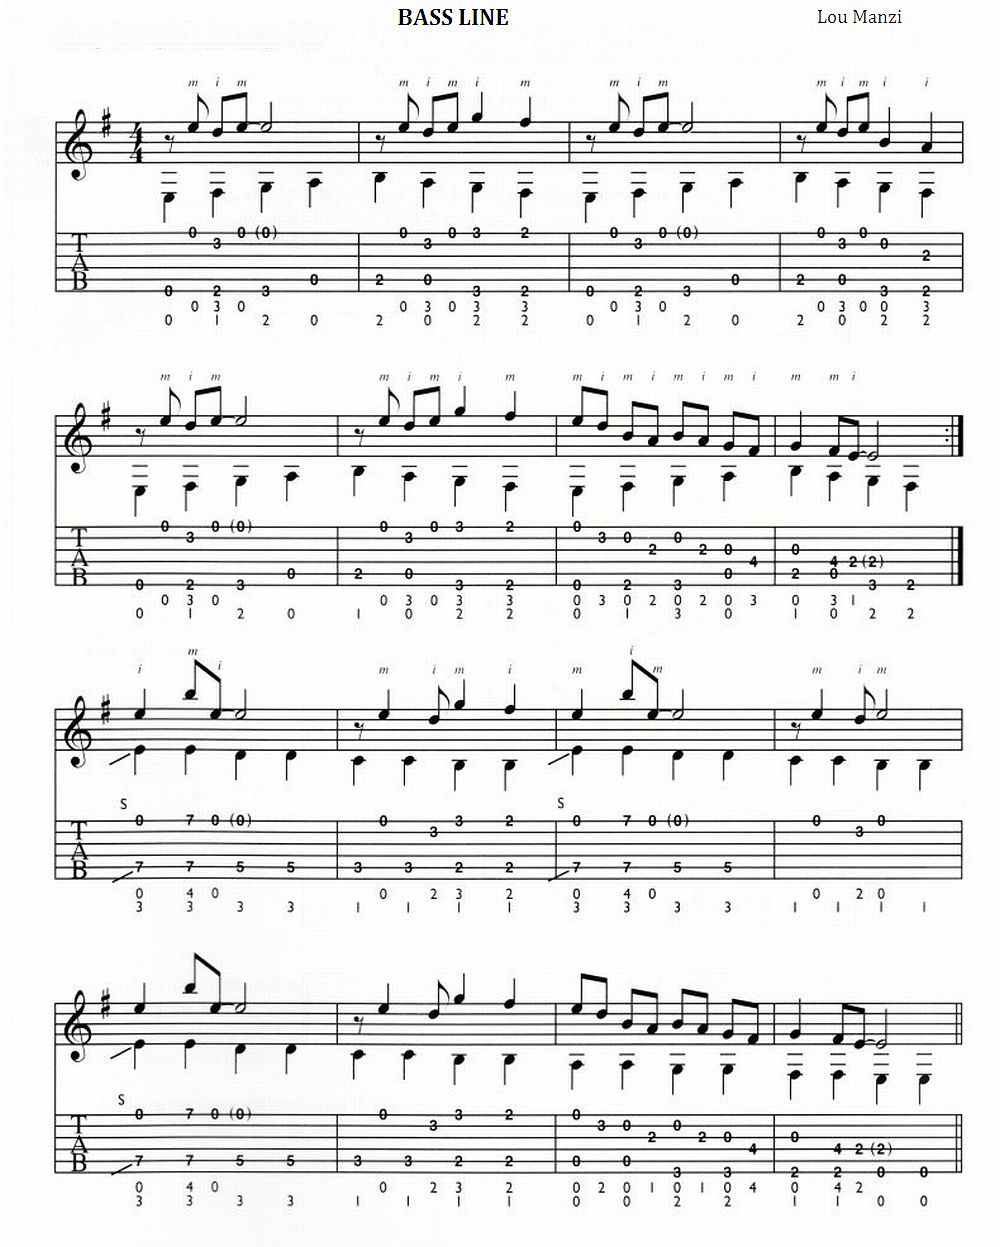 BASS LINE
Lou Manzi
m i m m i m i m m i m m i m i i
4
4
T
A
B
0 0 (0) 0 0 3 2 0 0 (0) 0 0
3 3 3 3 0
2
0 2 0 0 2 0
0 2 3 3 2 0 2 3 3 2
0 3 0 0 3 0 3 3 0 3 0 0 3 0 0 2
0 1 2 0 2 0 2 2 0 1 2 0 2 0 2 2
m i m m i m i m m i m i m i m i m m i
T
A
B
0 0 (0) 0 0 3 2 0
3 3 3 0 0
2 2 0 0
4 4 2 (2)
0 2 0 0 2 0
0 2 3 3 2 0 2 3 3 2
0 3 0 0 3 0 3 3 0 3 0 2 0 2 0 3 0 3 1
0 1 2 0 1 0 2 2 0 1 3 0 1 0 2 2
i m i m i m i m i m m i m
S S
T
A
B
0 7 0 (0) 0 3 2 0 7 0 (0) 0 0
3 3
7 7 5 5 3 3 2 2 7 7 5 5
0 4 0 0 2 3 2 0 4 0 0 2 0
3 3 3 3 1 1 1 1 3 3 3 3 1 1 1 1
S
T
A
B
0 7 0 (0) 0 3 2 0
3 3 0 0
2 2 0 0
4 4 2 (2)
7 7 5 5 3 3 2 2 0 0
3 3 2 2 0 0
0 4 0 0 2 3 2 0 2 0 1 0 1 0 4 0 4 2
3 3 3 3 1 1 1 1 0 0 2 2 1 1 0 0